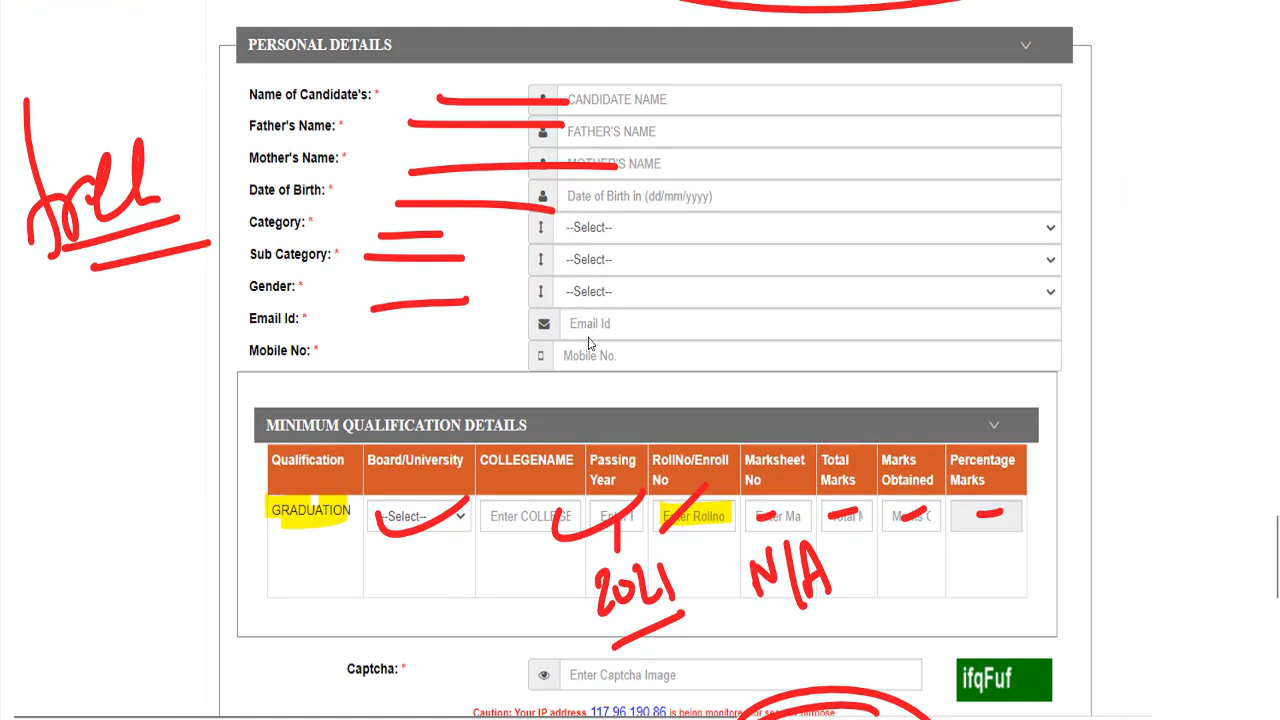 PERSONAL DETAILS
Name of Candidate's: * CANDIDATE NAME
Father's Name: * FATHER'S NAME
Mother's Name: * MOTHER'S NAME
Date of Birth: * Date of Birth in (dd/mm/yyyy)
Category: * --Select--
Sub Category: * --Select--
Gender: * --Select--
Email Id: * Email Id
Mobile No: * Mobile No.
MINIMUM QUALIFICATION DETAILS
Qualification Board/University COLLEGENAME Passing Year RollNo/Enroll No Marksheet No Total Marks Marks Obtained Percentage Marks
GRADUATION --Select-- Enter COLLEGE Enter Rollno
2021 N/A
Captcha: * Enter Captcha Image ifqFuf
Caution: Your IP address 117.96.190.86 is being monitored for purpose